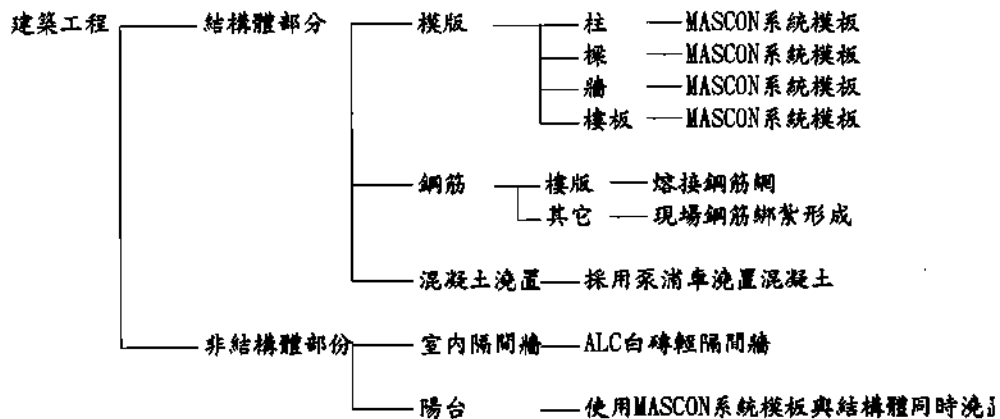 建築工程 結構體部分 模版 柱 MASCON系統模板
樑 MASCON系統模板
牆 MASCON系統模板
樓板 MASCON系統模板
鋼筋 樓版 熔接鋼筋網
其它 現場鋼筋綁紮形成
混凝土澆置 採用泵浦車澆置混凝土
非結構體部份 室內隔間牆 ALC白磚輕隔間牆
陽台 使用MASCON系統模板與結構體同時澆